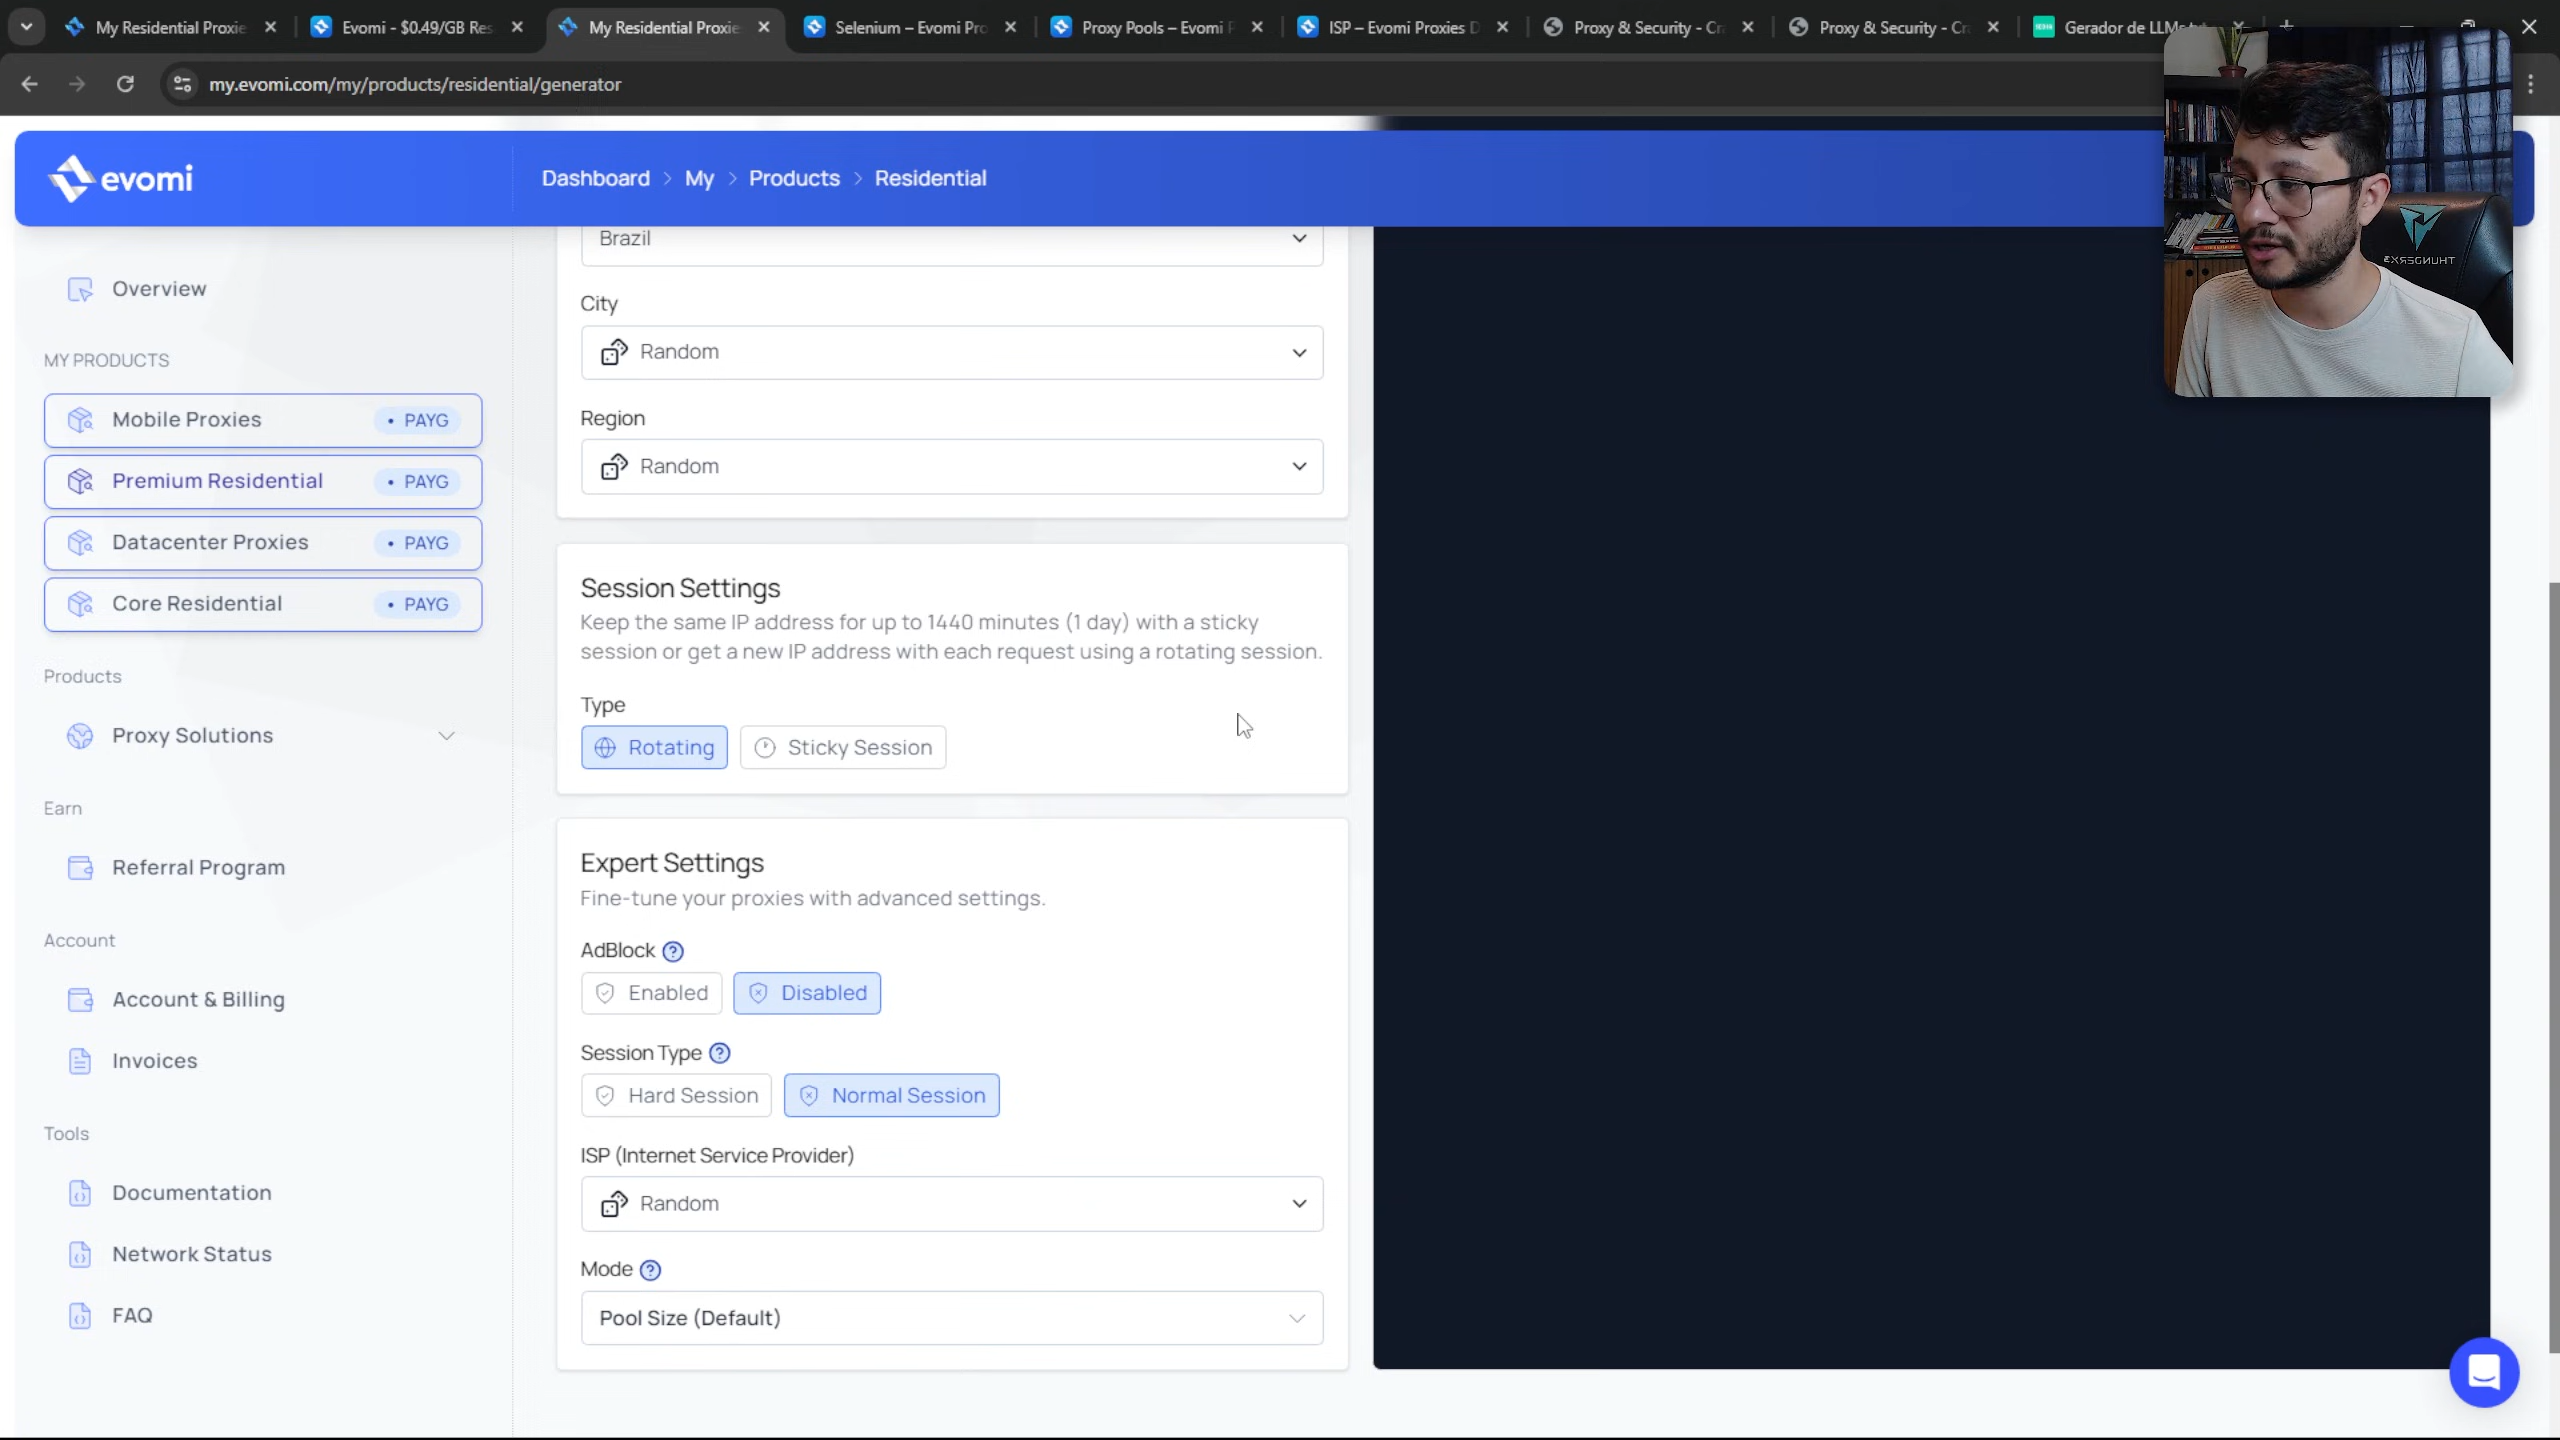 My Residential Proxie
Evomi - $0.49/GB Res
My Residential Proxie
Selenium – Evomi Pro
Proxy Pools – Evomi P
ISP – Evomi Proxies D
Proxy & Security - Cra
Proxy & Security - Cra
Gerador de LLMs.txt
my.evomi.com/my/products/residential/generator
evomi
Dashboard > My > Products > Residential
THUNDERX3
Overview
MY PRODUCTS
Mobile Proxies • PAYG
Premium Residential • PAYG
Datacenter Proxies • PAYG
Core Residential • PAYG
Products
Proxy Solutions
Earn
Referral Program
Account
Account & Billing
Invoices
Tools
Documentation
Network Status
FAQ
Brazil
City
Random
Region
Random
Session Settings
Keep the same IP address for up to 1440 minutes (1 day) with a sticky
session or get a new IP address with each request using a rotating session.
Type
Rotating Sticky Session
Expert Settings
Fine-tune your proxies with advanced settings.
AdBlock ?
Enabled Disabled
Session Type ?
Hard Session Normal Session
ISP (Internet Service Provider)
Random
Mode ?
Pool Size (Default)